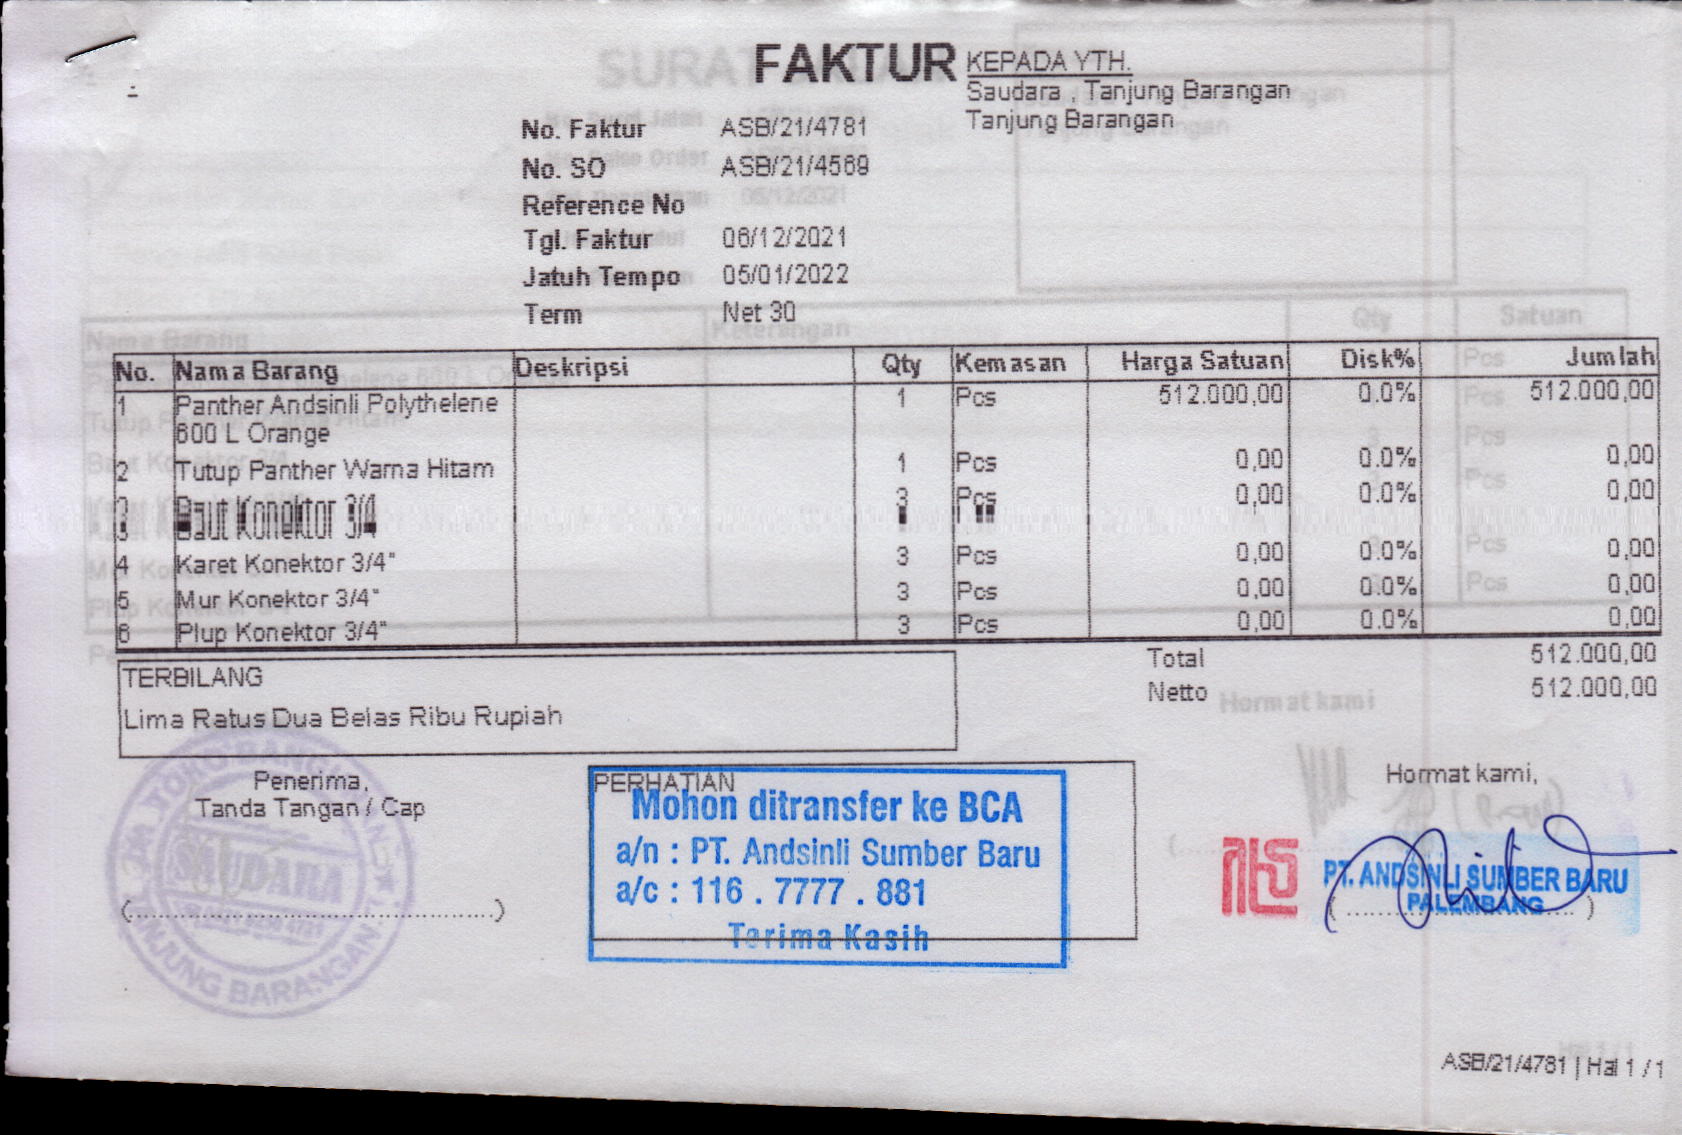 FAKTUR
KEPADA YTH.
Saudara , Tanjung Barangan
Tanjung Barangan
No. Faktur ASB/21/4781
No. SO ASB/21/4569
Reference No
Tgl. Faktur 06/12/2021
Jatuh Tempo 05/01/2022
Term Net 30
No. Nama Barang Deskripsi Qty Kemasan Harga Satuan Disk% Jumlah
1 Panther Andsinli Polythelene 1 Pcs 512.000,00 0.0% 512.000,00
600 L Orange
2 Tutup Panther Warna Hitam 1 Pcs 0,00 0.0% 0,00
3 Baut Konektor 3/4 3 Pcs 0,00 0.0% 0,00
4 Karet Konektor 3/4" 3 Pcs 0,00 0.0% 0,00
5 Mur Konektor 3/4" 3 Pcs 0,00 0.0% 0,00
6 Plup Konektor 3/4" 3 Pcs 0,00 0.0% 0,00
Total 512.000,00
Netto 512.000,00
TERBILANG
Lima Ratus Dua Belas Ribu Rupiah
Penerima,
Tanda Tangan / Cap
TOKO BANGUNAN
SAUDARA
TANJUNG BARANGAN
PERHATIAN
Mohon ditransfer ke BCA
a/n : PT. Andsinli Sumber Baru
a/c : 116 . 7777 . 881
Terima Kasih
Hormat kami,
PT. ANDSINLI SUMBER BARU
PALEMBANG
ASB/21/4781 | Hal 1 / 1